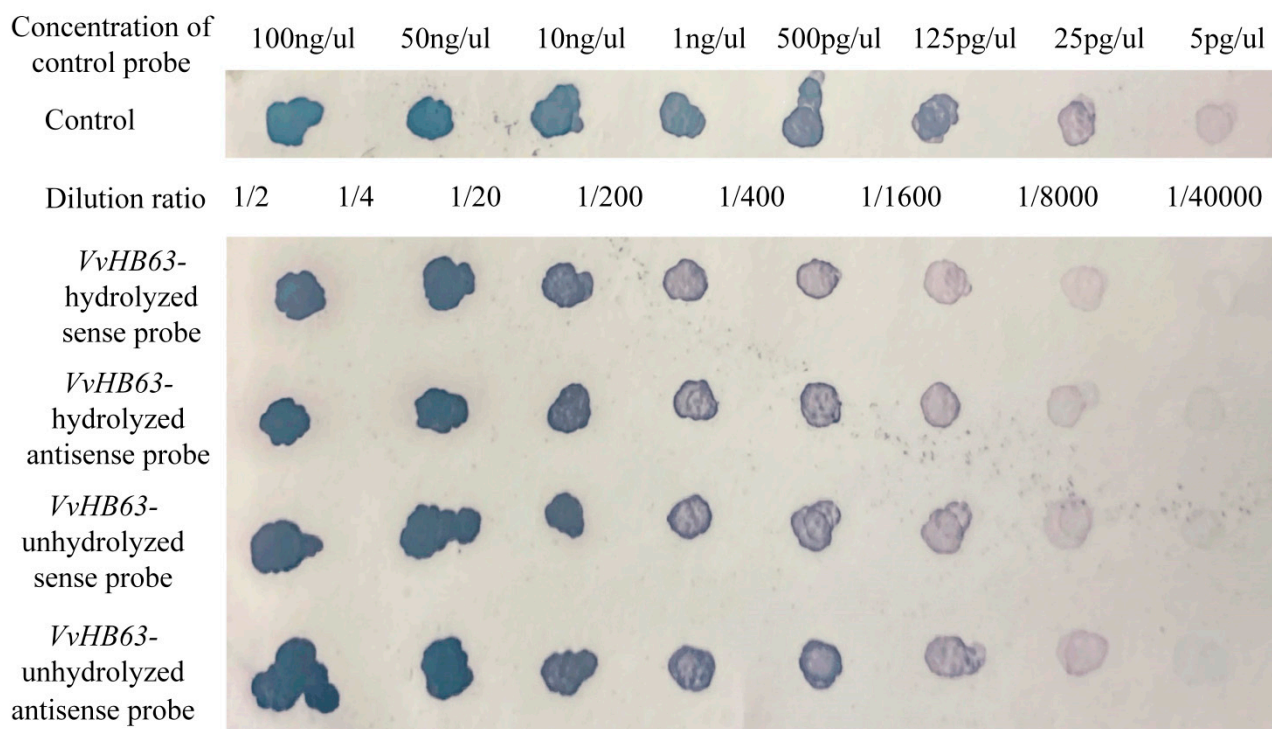 Concentration of
control probe
100ng/ul 50ng/ul 10ng/ul 1ng/ul 500pg/ul 125pg/ul 25pg/ul 5pg/ul
Control
Dilution ratio 1/2 1/4 1/20 1/200 1/400 1/1600 1/8000 1/40000
VvHB63-
hydrolyzed
sense probe
VvHB63-
hydrolyzed
antisense probe
VvHB63-
unhydrolyzed
sense probe
VvHB63-
unhydrolyzed
antisense probe